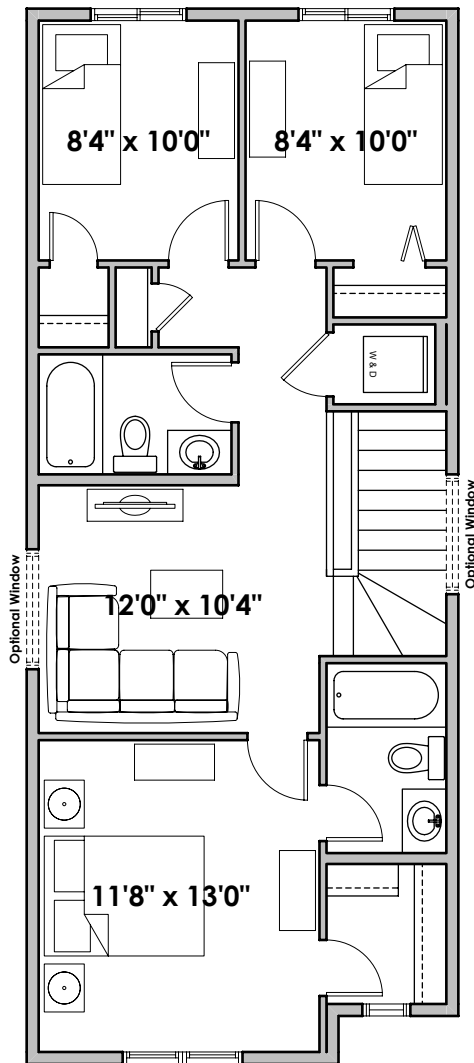 8'4" x 10'0"
8'4" x 10'0"
W & D
Optional Window
Optional Window
12'0" x 10'4"
11'8" x 13'0"